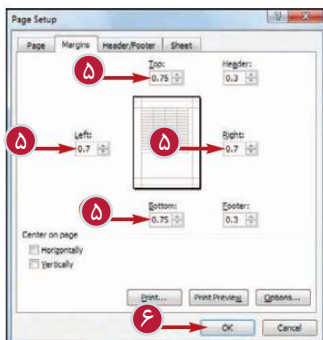 Page Setup
Page Margins Header/Footer Sheet
Top: Header:
۵ 0.75 0.3
Left: Right:
۵ 0.7 ۵ 0.7
Bottom: Footer:
۵ 0.75 0.3
Center on page
Horizontally
Vertically
Print... Print Preview Options...
۶ OK Cancel